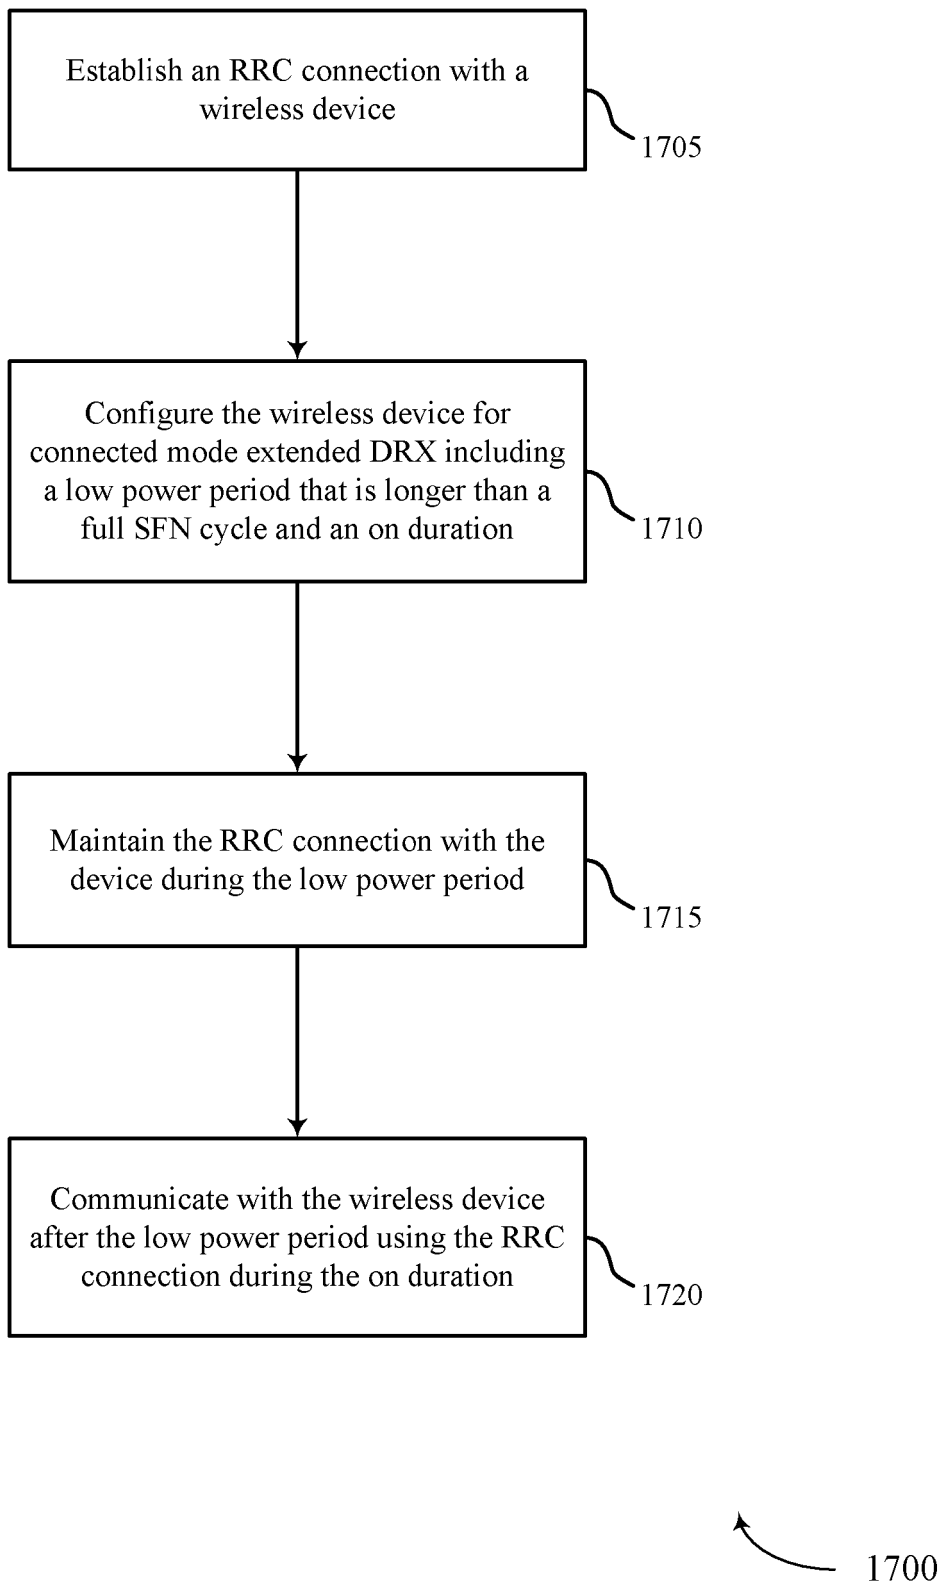 Establish an RRC connection with a
wireless device
1705
Configure the wireless device for
connected mode extended DRX including
a low power period that is longer than a
full SFN cycle and an on duration
1710
Maintain the RRC connection with the
device during the low power period
1715
Communicate with the wireless device
after the low power period using the RRC
connection during the on duration
1720
1700